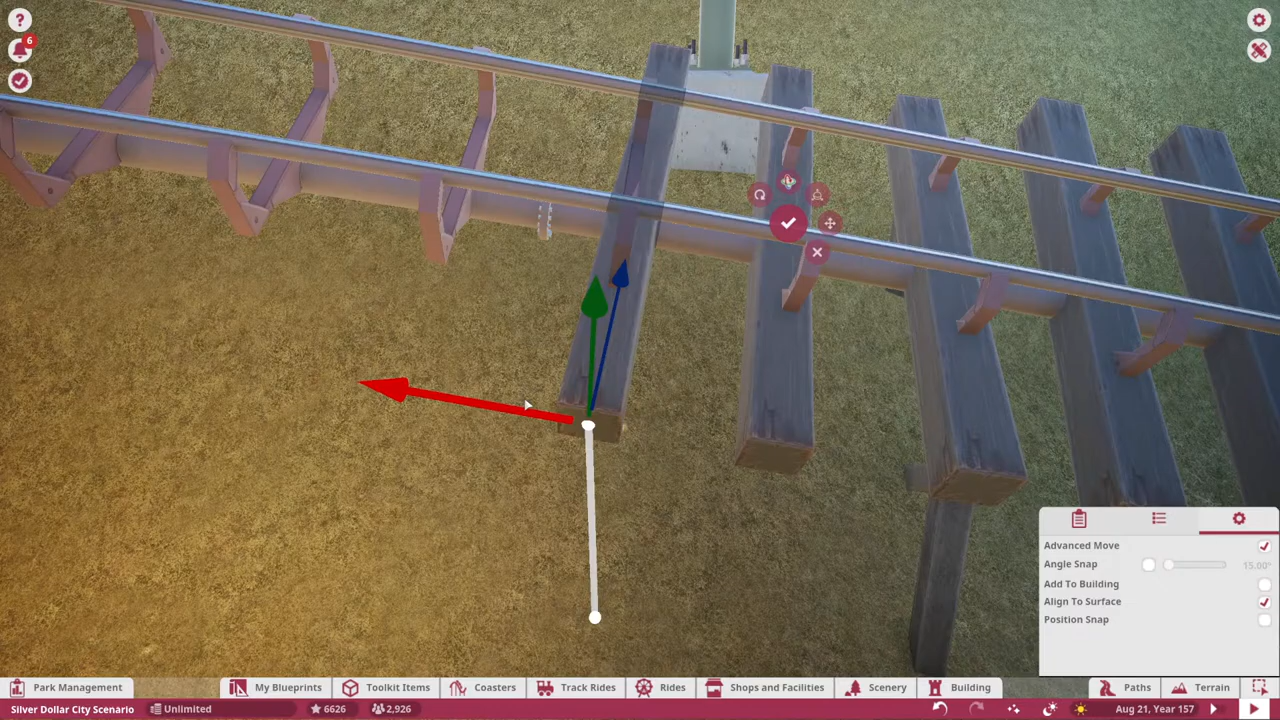 ?
6
Advanced Move
Angle Snap 15.00°
Add To Building
Align To Surface
Position Snap
Park Management
My Blueprints
Toolkit Items
Coasters
Track Rides
Rides
Shops and Facilities
Scenery
Building
Paths
Terrain
Silver Dollar City Scenario
Unlimited
6626
2,926
Aug 21, Year 157